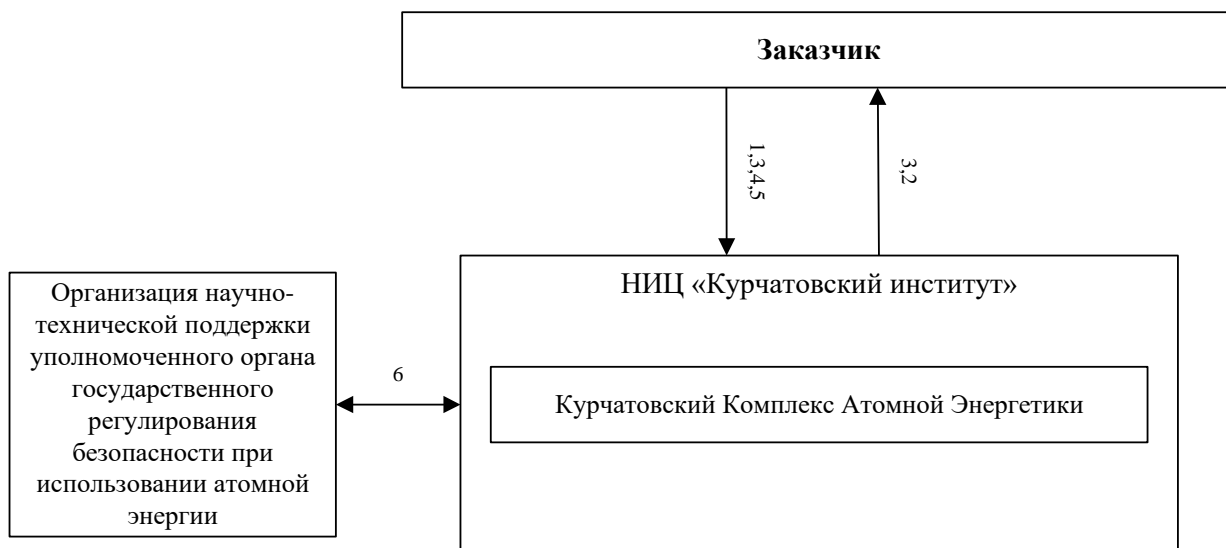 Заказчик
1,3,4,5
3,2
НИЦ «Курчатовский институт»
Организация научно-
технической поддержки
уполномоченного органа
государственного
регулирования
безопасности при
использовании атомной
энергии
6
Курчатовский Комплекс Атомной Энергетики